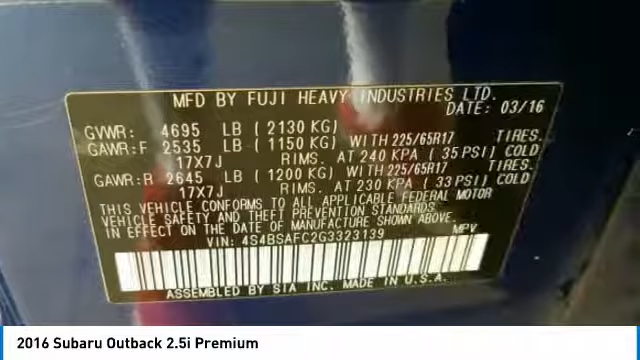 MFD BY FUJI HEAVY INDUSTRIES LTD.
DATE: 03/16
GVWR: 4695 LB (2130 KG)
GAWR:F 2535 LB (1150 KG) WITH 225/65R17 TIRES.
17X7J RIMS. AT 240 KPA (35 PSI) COLD
GAWR:R 2645 LB (1200 KG) WITH 225/65R17 TIRES.
17X7J RIMS. AT 230 KPA (33 PSI) COLD
THIS VEHICLE CONFORMS TO ALL APPLICABLE FEDERAL MOTOR
VEHICLE SAFETY AND THEFT PREVENTION STANDARDS
IN EFFECT ON THE DATE OF MANUFACTURE SHOWN ABOVE.
VIN: 4S4BSAFC2G3323139 MPV
ASSEMBLED BY SIA INC. MADE IN U.S.A.
2016 Subaru Outback 2.5i Premium